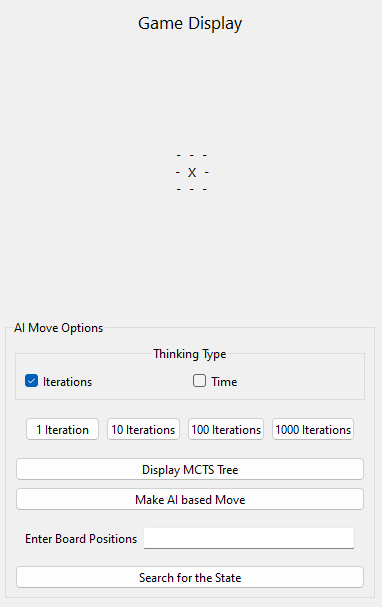 Game Display
- - -
- X -
- - -
AI Move Options
Thinking Type
Iterations Time
1 Iteration 10 Iterations 100 Iterations 1000 Iterations
Display MCTS Tree
Make AI based Move
Enter Board Positions
Search for the State